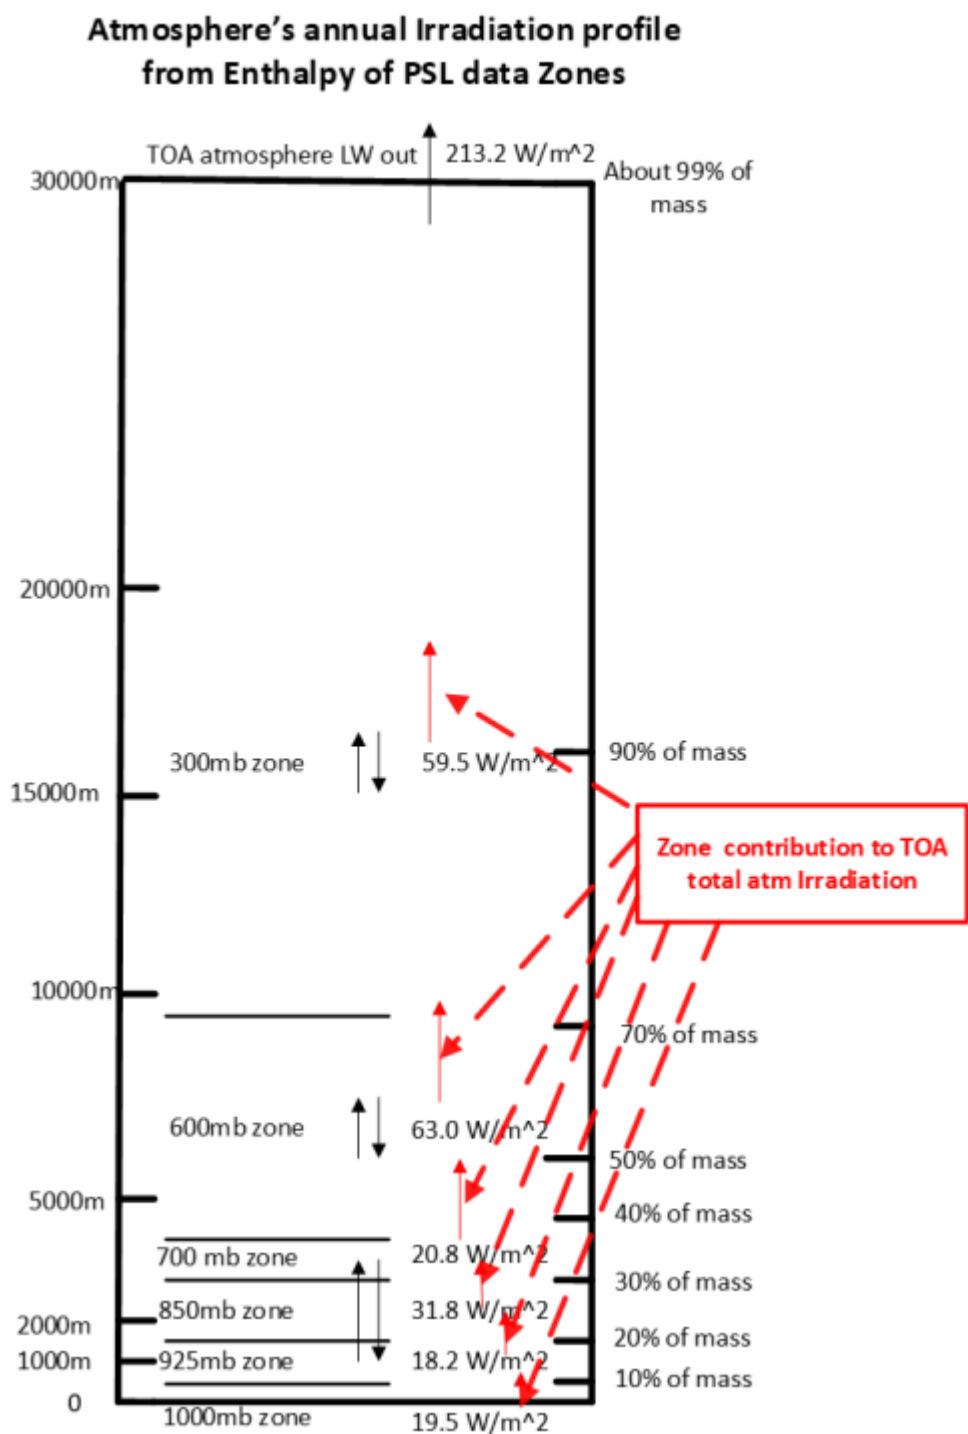 Atmosphere’s annual Irradiation profile
from Enthalpy of PSL data Zones
TOA atmosphere LW out 213.2 W/m^2
30000m
About 99% of
mass
20000m
300mb zone 59.5 W/m^2 90% of mass
15000m
Zone contribution to TOA
total atm Irradiation
10000m
70% of mass
600mb zone 63.0 W/m^2
50% of mass
5000m
40% of mass
700 mb zone 20.8 W/m^2
30% of mass
850mb zone 31.8 W/m^2
2000m
20% of mass
1000m 925mb zone 18.2 W/m^2
10% of mass
0
1000mb zone 19.5 W/m^2